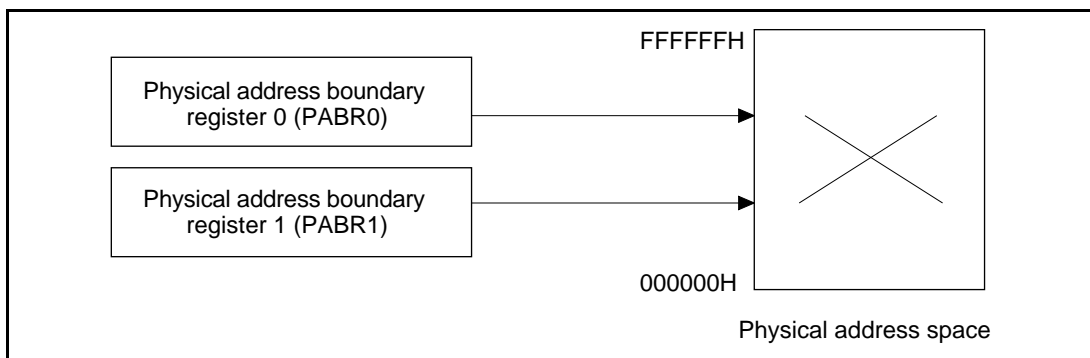 FFFFFFH
Physical address boundary
register 0 (PABR0)
Physical address boundary
register 1 (PABR1)
000000H
Physical address space